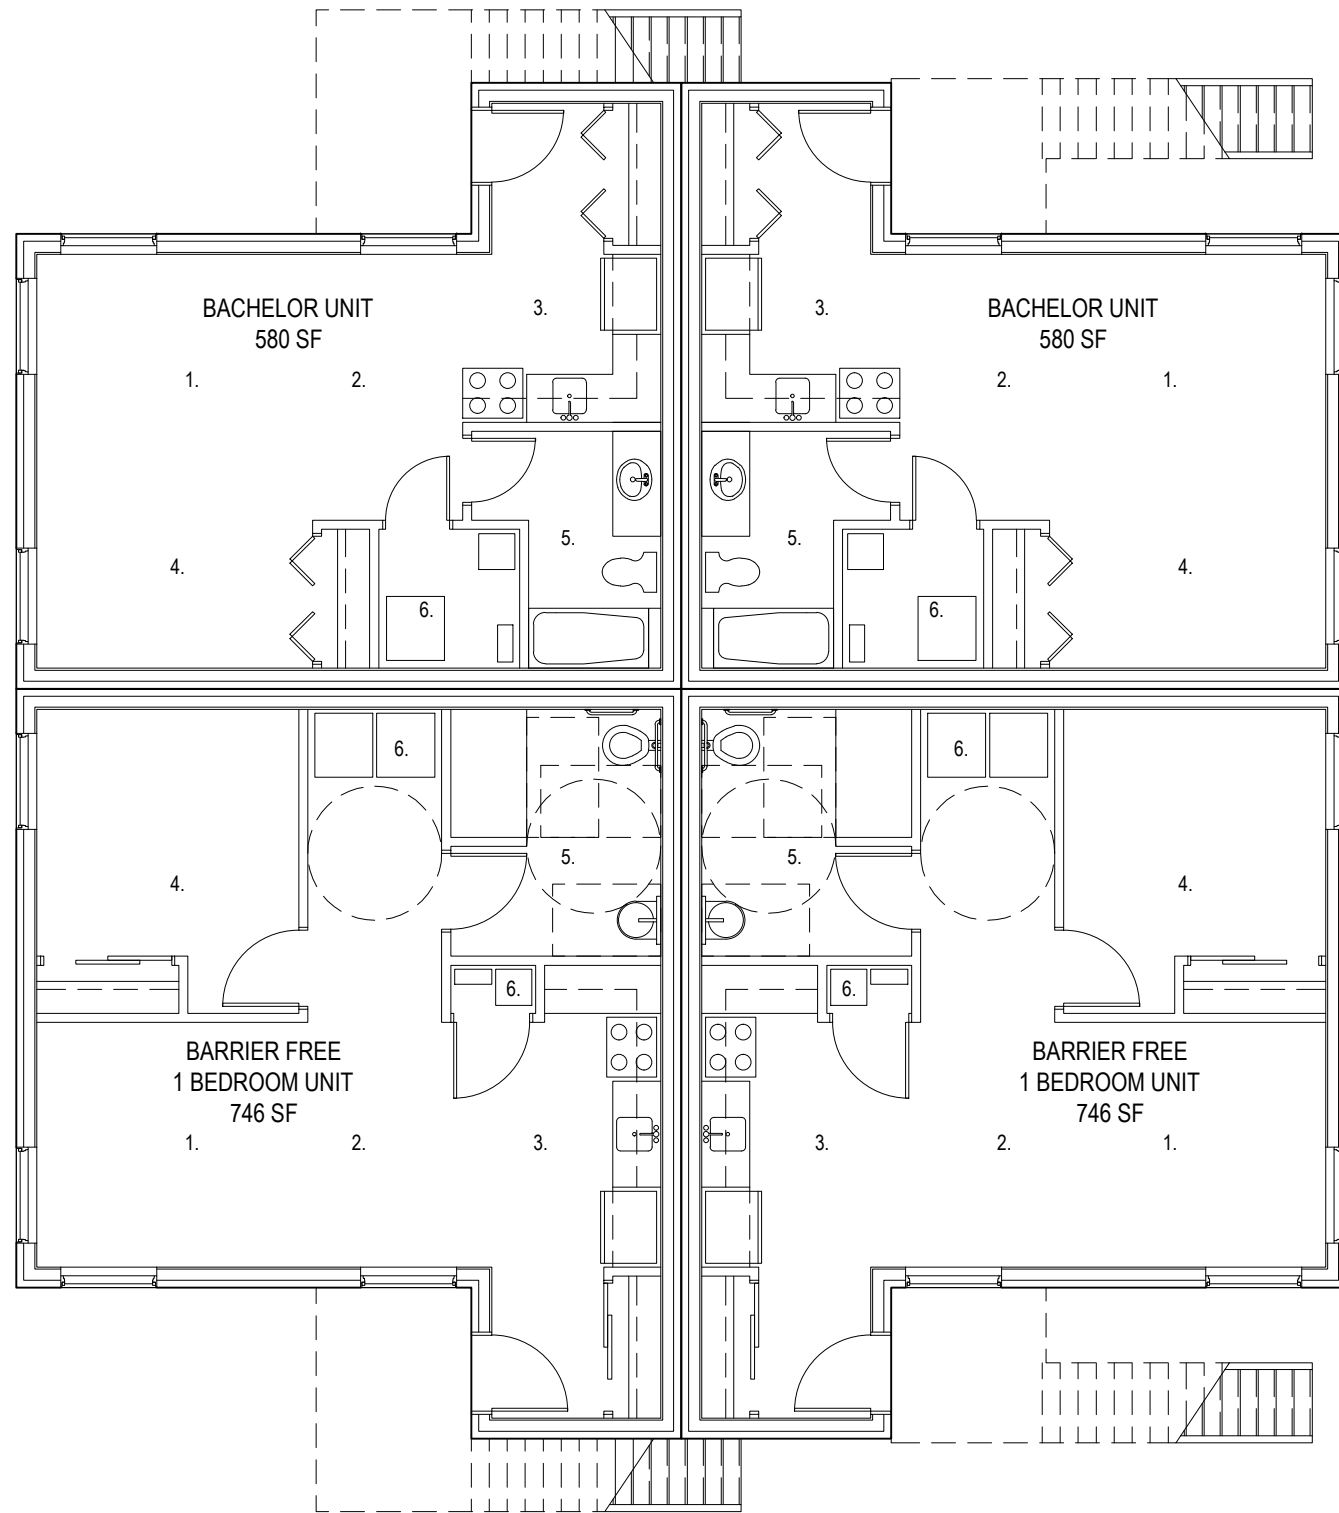 BACHELOR UNIT
580 SF
3.
1.
2.
4.
5.
6.
BACHELOR UNIT
580 SF
3.
2.
1.
5.
4.
6.
6.
5.
4.
6.
BARRIER FREE
1 BEDROOM UNIT
746 SF
1.
2.
3.
6.
5.
4.
6.
BARRIER FREE
1 BEDROOM UNIT
746 SF
3.
2.
1.